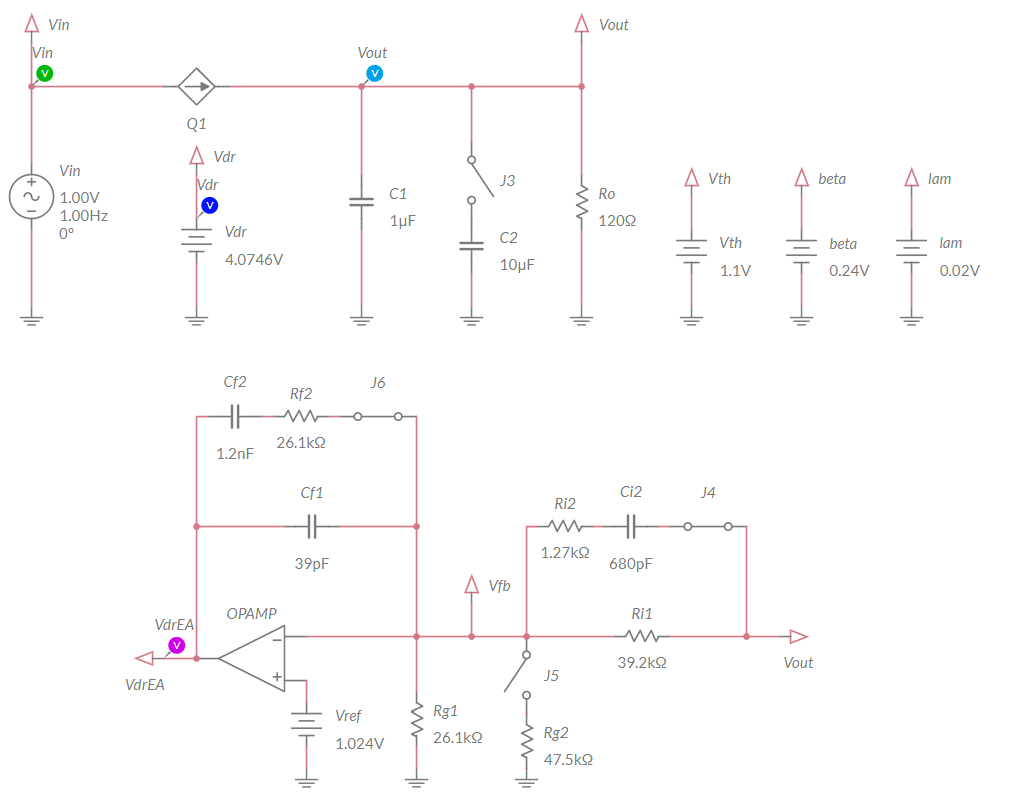 Vin
Vin
V
Vin
1.00V
1.00Hz
0°
Q1
Vdr
Vdr
V
Vdr
4.0746V
Vout
V
C1
1µF
J3
C2
10µF
Vout
Ro
120Ω
Vth
Vth
1.1V
beta
beta
0.24V
lam
lam
0.02V
Cf2
1.2nF
Rf2
26.1kΩ
J6
Cf1
39pF
Ri2
1.27kΩ
Ci2
680pF
J4
Vfb
Ri1
39.2kΩ
Vout
OPAMP
VdrEA
V
VdrEA
Vref
1.024V
Rg1
26.1kΩ
J5
Rg2
47.5kΩ